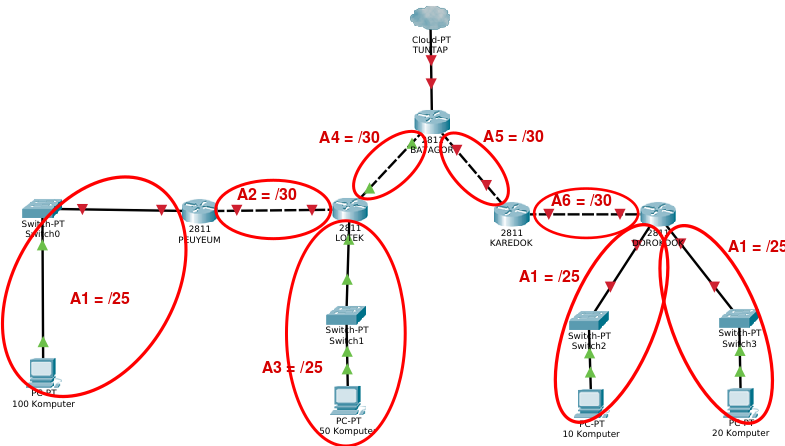 Cloud-PT
TUNTAP
A4 = /30
2811
BATAGOR
A5 = /30
A2 = /30
A6 = /30
Switch-PT
Switch0
2811
PEUYEUM
2811
LOTEK
2811
KAREDOK
2811
DOROKDOK
A1 = /25
A1 = /25
A1 = /25
Switch-PT
Switch1
Switch-PT
Switch2
Switch-PT
Switch3
A3 = /25
PC-PT
100 Komputer
PC-PT
50 Komputer
PC-PT
10 Komputer
PC-PT
20 Komputer